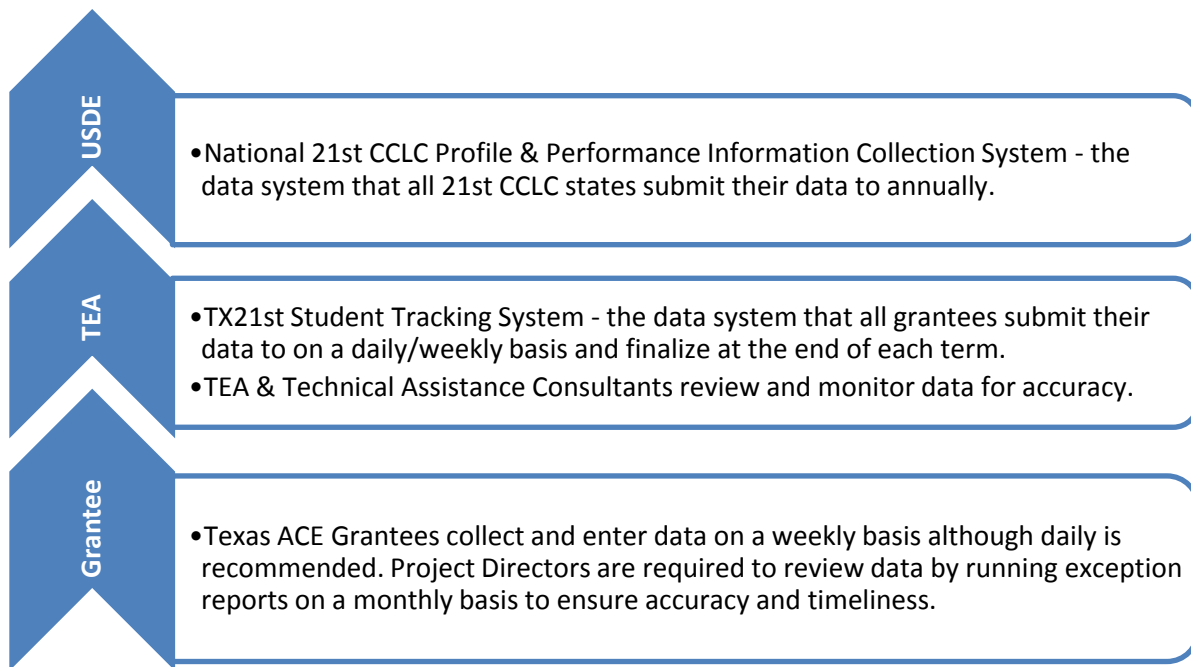 USDE
•National 21st CCLC Profile & Performance Information Collection System - the
data system that all 21st CCLC states submit their data to annually.
TEA
•TX21st Student Tracking System - the data system that all grantees submit their
data to on a daily/weekly basis and finalize at the end of each term.
•TEA & Technical Assistance Consultants review and monitor data for accuracy.
Grantee
•Texas ACE Grantees collect and enter data on a weekly basis although daily is
recommended. Project Directors are required to review data by running exception
reports on a monthly basis to ensure accuracy and timeliness.